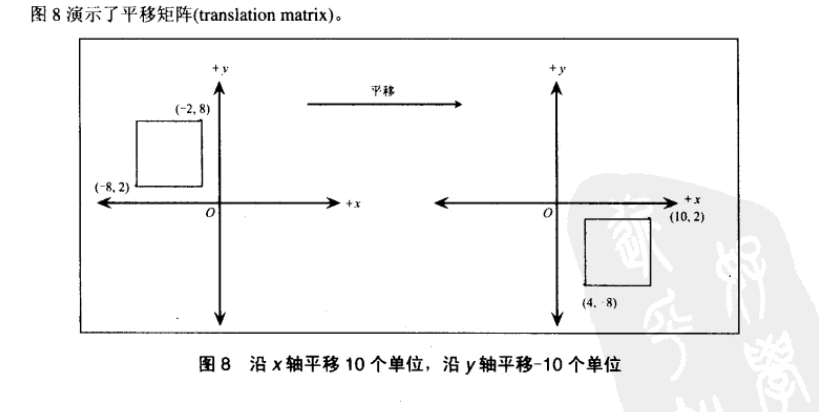 图 8 演示了平移矩阵(translation matrix)。
+y
+y
平移
(-2, 8)
(-8, 2)
+x
+x
O
O
(10, 2)
(4, -8)
图 8 沿 x 轴平移 10 个单位，沿 y 轴平移-10 个单位